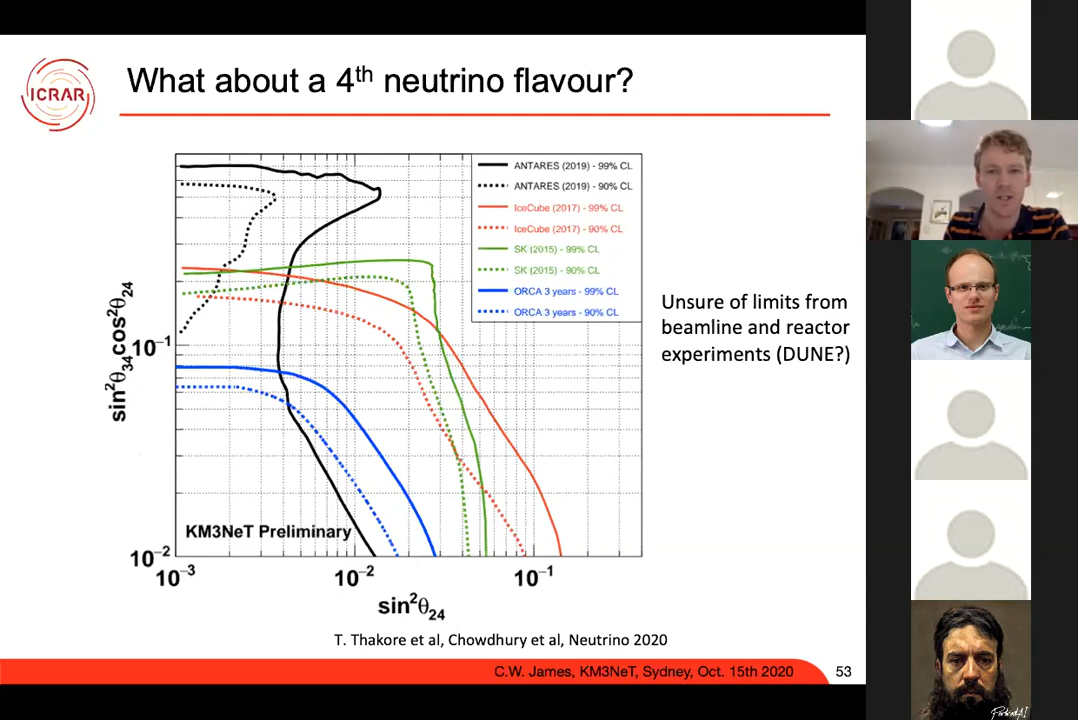 ICRAR
What about a 4th neutrino flavour?
ANTARES (2019) - 99% CL
ANTARES (2019) - 90% CL
IceCube (2017) - 99% CL
IceCube (2017) - 90% CL
SK (2015) - 99% CL
SK (2015) - 90% CL
ORCA 3 years - 99% CL
ORCA 3 years - 90% CL
sin²θ₃₄cos²θ₂₄
10⁻¹
10⁻²
KM3NeT Preliminary
10⁻³
10⁻²
10⁻¹
sin²θ₂₄
Unsure of limits from
beamline and reactor
experiments (DUNE?)
T. Thakore et al, Chowdhury et al, Neutrino 2020
C.W. James, KM3NeT, Sydney, Oct. 15th 2020
53